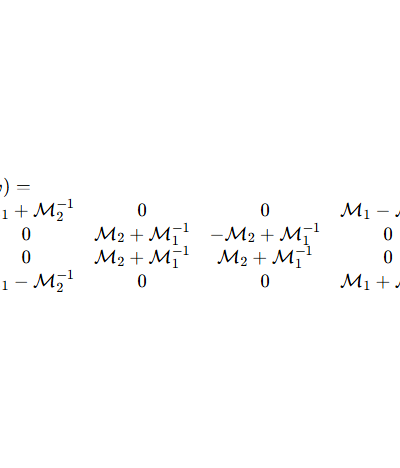 ) =
₁ + ℳ₂⁻¹ 0 0 ℳ₁ −
0 ℳ₂ + ℳ₁⁻¹ −ℳ₂ + ℳ₁⁻¹ 0
0 ℳ₂ + ℳ₁⁻¹ ℳ₂ + ℳ₁⁻¹ 0
₁ − ℳ₂⁻¹ 0 0 ℳ₁ +